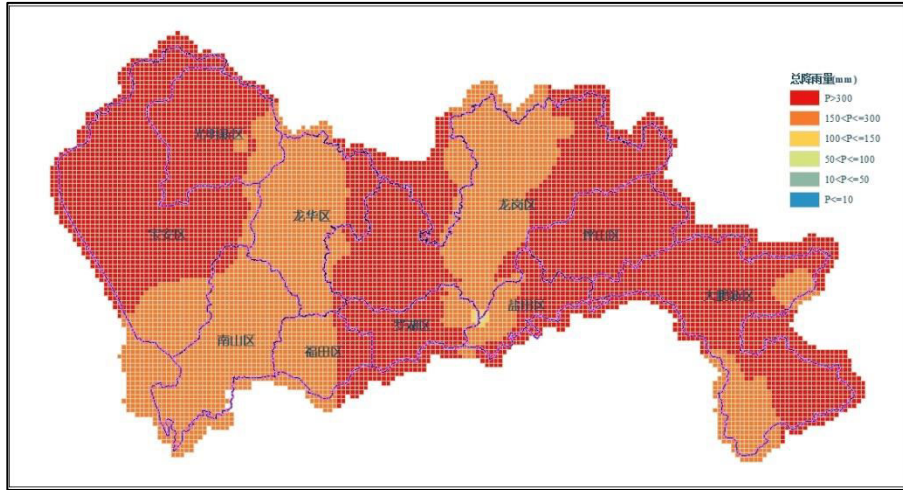 总降雨量(mm)
P>300
150<P<=300
100<P<=150
50<P<=100
10<P<=50
P<=10
光明新区
宝安区
龙华区
龙岗区
坪山区
大鹏新区
盐田区
罗湖区
南山区
福田区